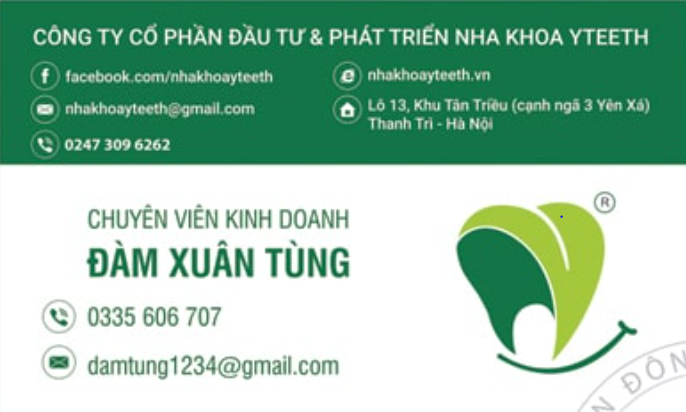 CÔNG TY CỔ PHẦN ĐẦU TƯ & PHÁT TRIỂN NHA KHOA YTEETH
facebook.com/nhakhoayteeth
nhakhoayteeth@gmail.com
0247 309 6262
nhakhoayteeth.vn
Lô 13, Khu Tân Triều (cạnh ngã 3 Yên Xá)
Thanh Trì - Hà Nội
CHUYÊN VIÊN KINH DOANH
ĐÀM XUÂN TÙNG
0335 606 707
damtung1234@gmail.com
®
ĐÔN